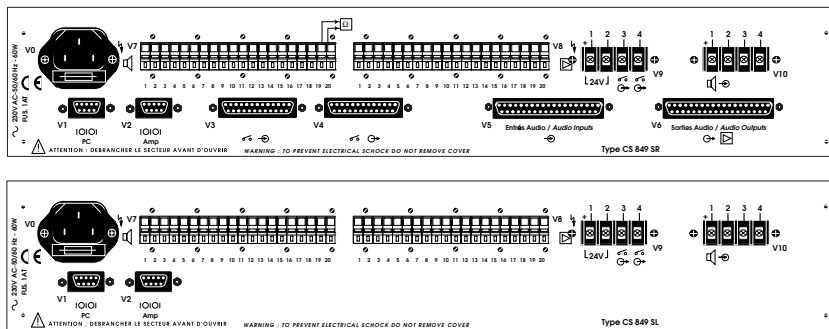 Ω
V0 V7 V8
1 2 3 4
1 2 3 4
1 2 3 4 5 6 7 8 9 10 11 12 13 14 15 16 17 18 19 20
1 2 3 4 5 6 7 8 9 10 11 12 13 14 15 16 17 18 19 20
24V V9 V10
230V AC-50/60 Hz - 60W
FUS. 1AT
CE
V1 V2 V3 V4 V5 V6
IOIOI IOIOI
PC Amp
Entrés Audio / Audio Inputs
Sorties Audio / Audio Outputs
ATTENTION : DEBRANCHER LE SECTEUR AVANT D'OUVRIR
WARNING : TO PREVENT ELECTRICAL SCHOCK DO NOT REMOVE COVER
Type CS 849 SR
V0 V7 V8
1 2 3 4
1 2 3 4
1 2 3 4 5 6 7 8 9 10 11 12 13 14 15 16 17 18 19 20
1 2 3 4 5 6 7 8 9 10 11 12 13 14 15 16 17 18 19 20
24V V9 V10
230V AC-50/60 Hz - 60W
FUS. 1AT
CE
V1 V2
IOIOI IOIOI
PC Amp
ATTENTION : DEBRANCHER LE SECTEUR AVANT D'OUVRIR
WARNING : TO PREVENT ELECTRICAL SCHOCK DO NOT REMOVE COVER
Type CS 849 SL